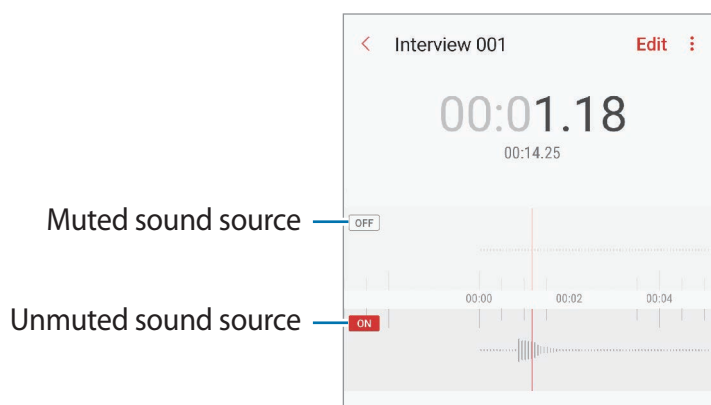 Interview 001 Edit
00:01.18
00:14.25
Muted sound source
OFF
00:00 00:02 00:04
Unmuted sound source
ON